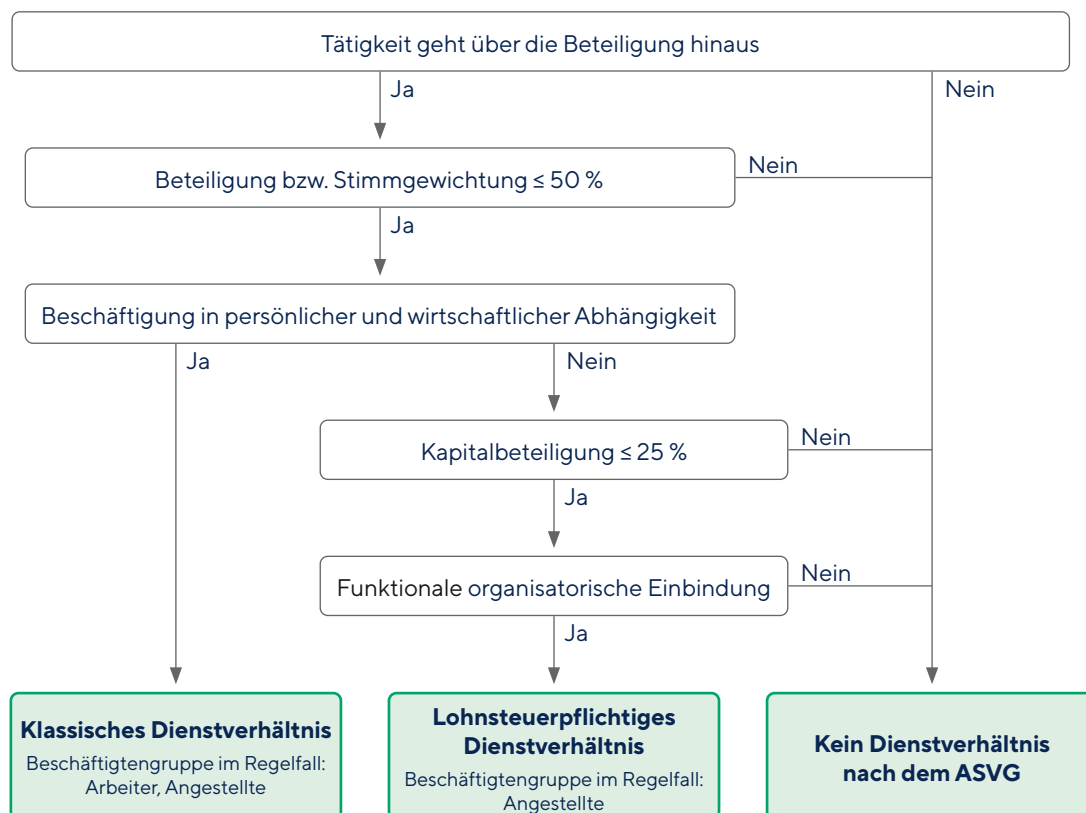 Tätigkeit geht über die Beteiligung hinaus
Ja
Nein
Beteiligung bzw. Stimmgewichtung ≤ 50 %
Nein
Ja
Beschäftigung in persönlicher und wirtschaftlicher Abhängigkeit
Ja
Nein
Kapitalbeteiligung ≤ 25 %
Nein
Ja
Funktionale organisatorische Einbindung
Nein
Ja
Klassisches Dienstverhältnis
Beschäftigtengruppe im Regelfall:
Arbeiter, Angestellte
Lohnsteuerpflichtiges
Dienstverhältnis
Beschäftigtengruppe im Regelfall:
Angestellte
Kein Dienstverhältnis
nach dem ASVG